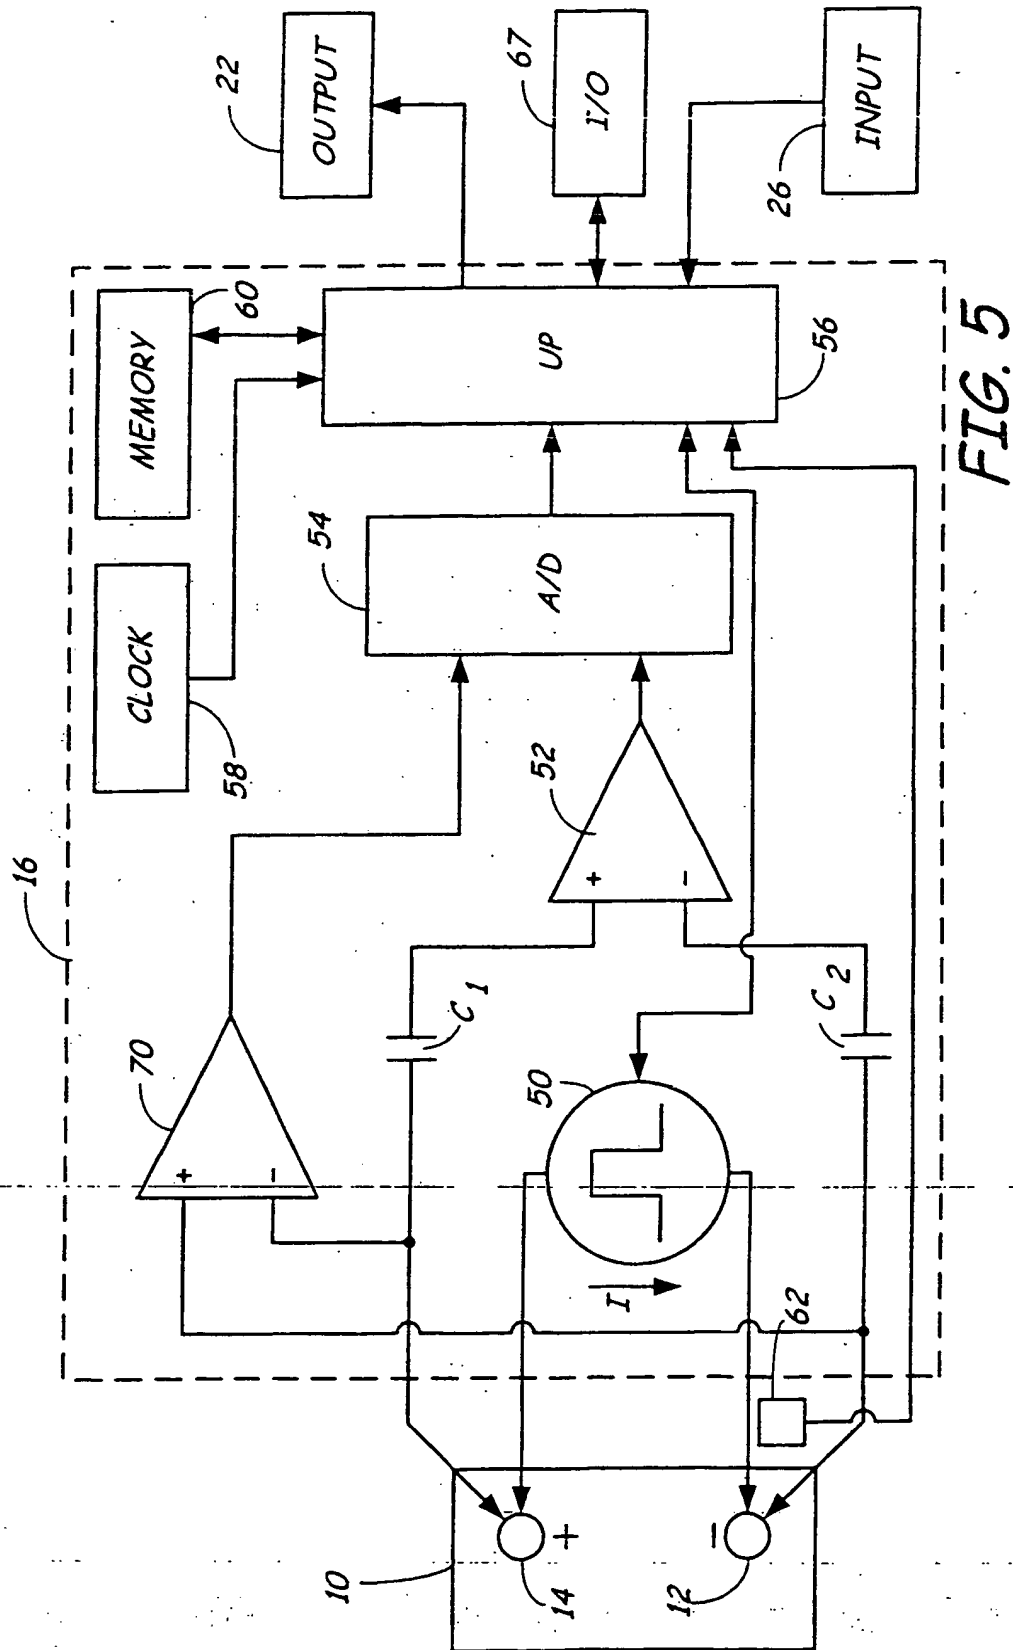 16
MEMORY
60
CLOCK
58
OUTPUT
22
I/O
67
INPUT
26
UP
56
A/D
54
70
+
-
52
+
-
C1
C2
50
I
62
10
14
+
12
-
FIG. 5